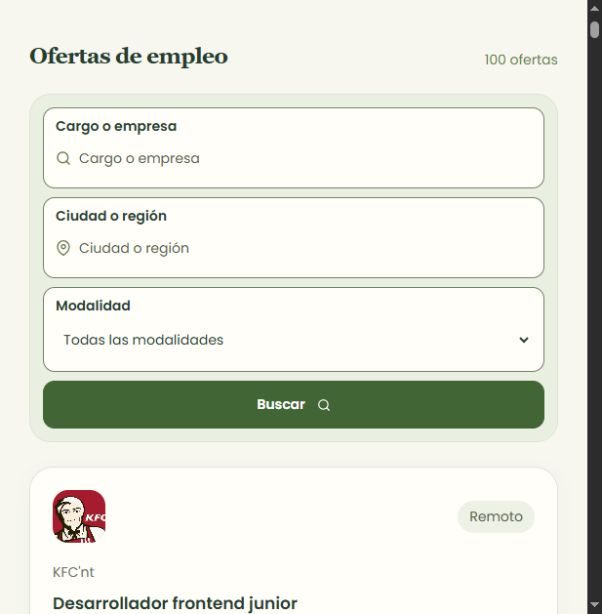 Ofertas de empleo
100 ofertas
Cargo o empresa
Cargo o empresa
Ciudad o región
Ciudad o región
Modalidad
Todas las modalidades
Buscar
KFC
Remoto
KFC'nt
Desarrollador frontend junior